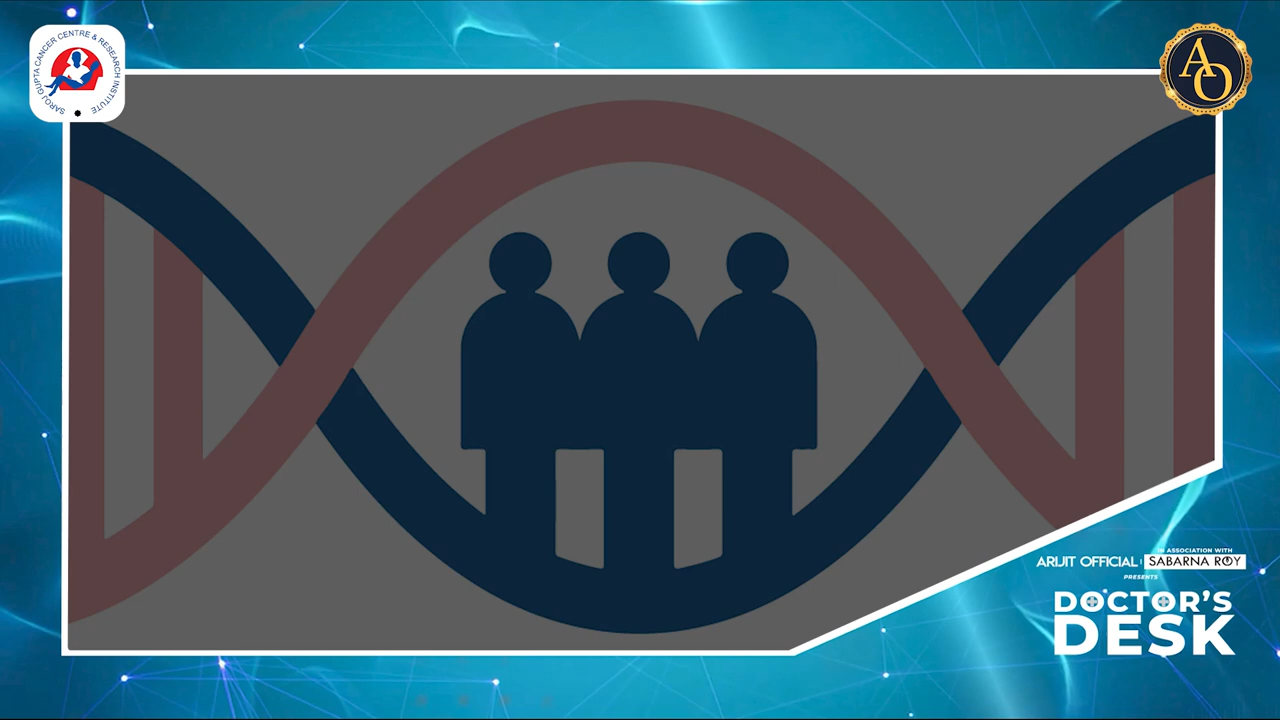 SAROJ GUPTA CANCER CENTRE & RESEARCH INSTITUTE
AO
IN ASSOCIATION WITH
ARIJIT OFFICIAL | SABARNA ROY
PRESENTS
DOCTOR'S
DESK